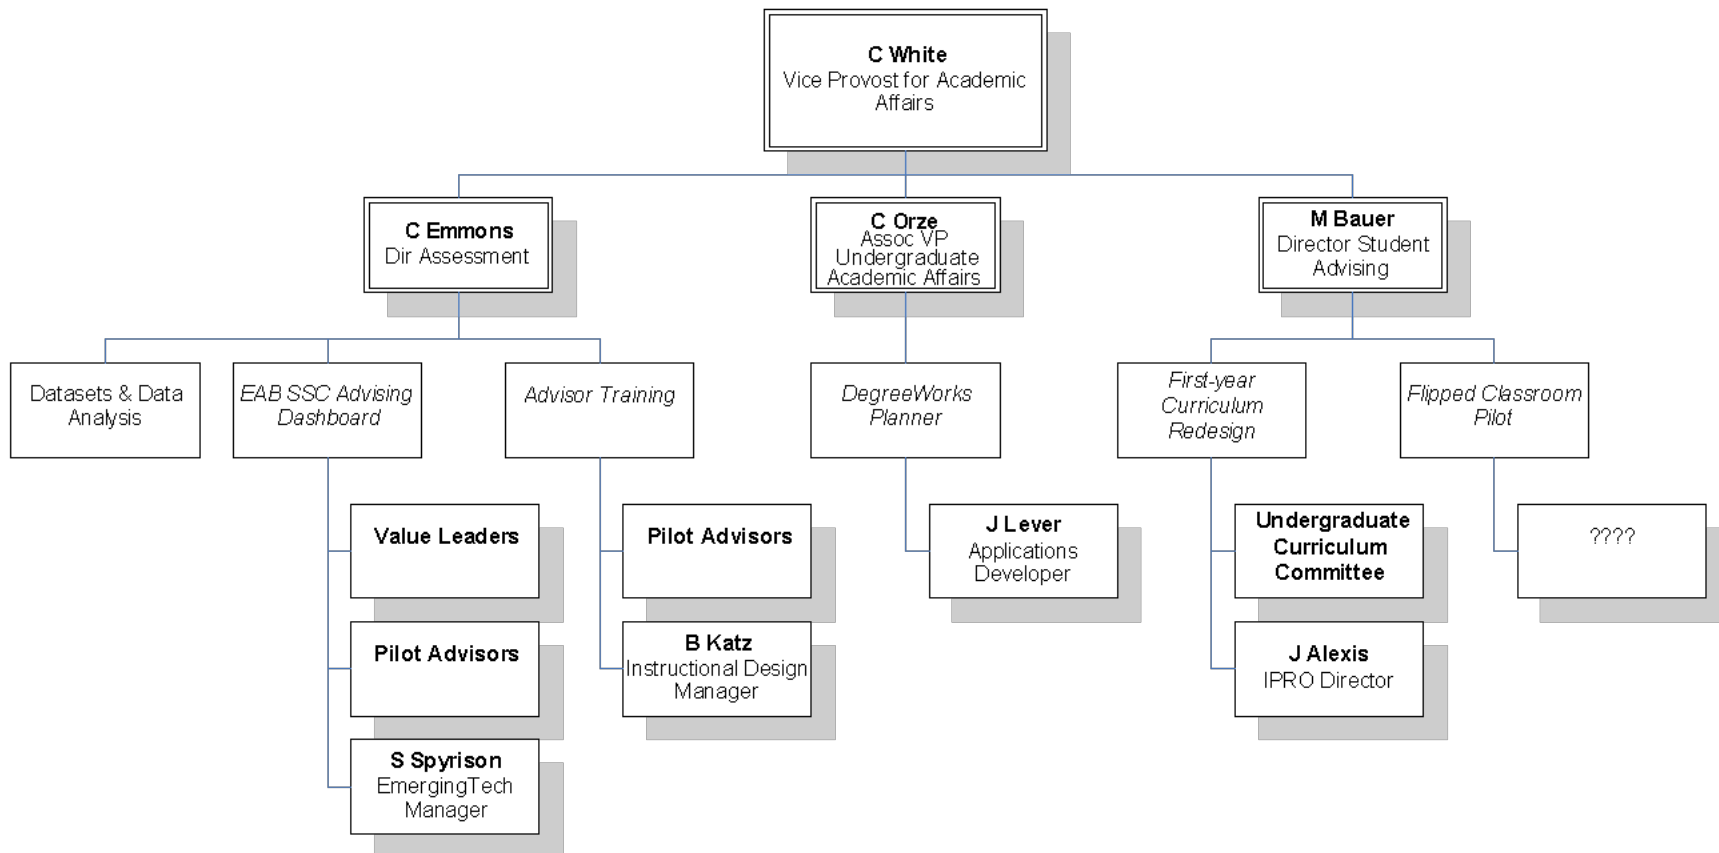 C White
Vice Provost for Academic
Affairs
C Emmons
Dir Assessment
C Orze
Assoc VP
Undergraduate
Academic Affairs
M Bauer
Director Student
Advising
Datasets & Data
Analysis
EAB SSC Advising
Dashboard
Advisor Training
DegreeWorks
Planner
First-year
Curriculum
Redesign
Flipped Classroom
Pilot
Value Leaders
Pilot Advisors
J Lever
Applications
Developer
Undergraduate
Curriculum
Committee
????
Pilot Advisors
B Katz
Instructional Design
Manager
J Alexis
IPRO Director
S Spyrison
EmergingTech
Manager